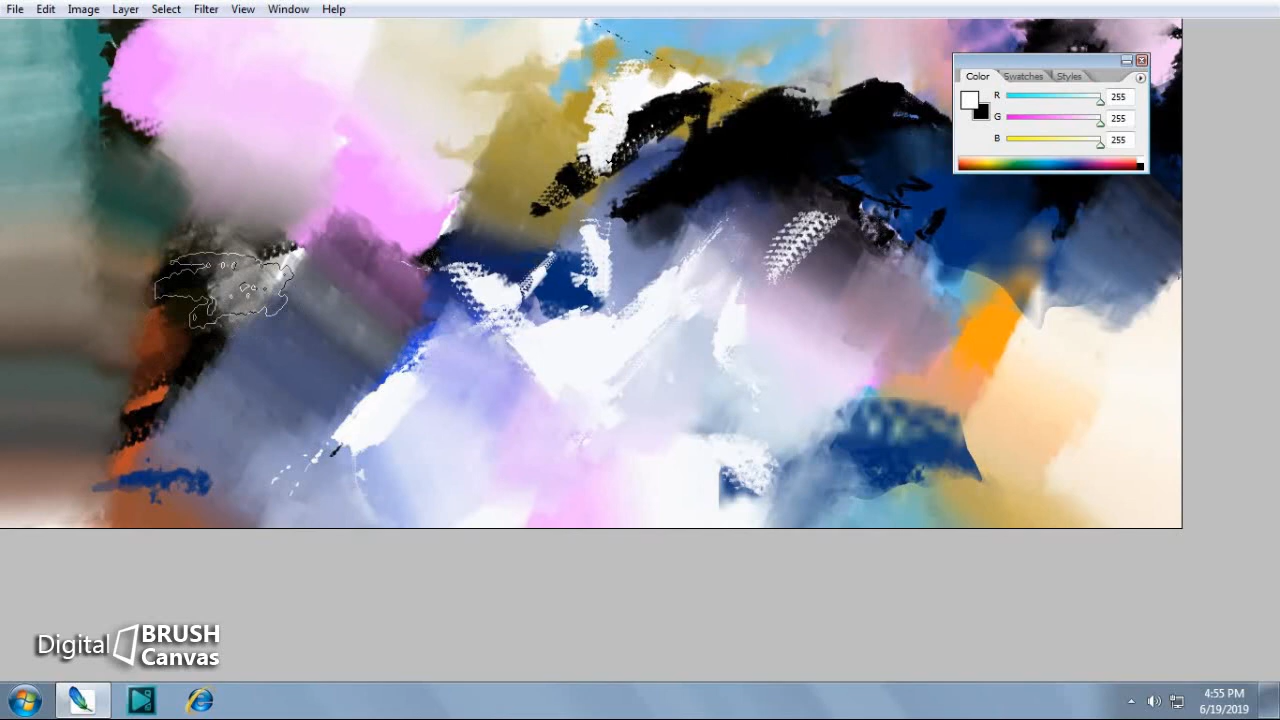 File Edit Image Layer Select Filter View Window Help
Color Swatches Styles
R 255
G 255
B 255
Digital BRUSH Canvas
4:55 PM
6/19/2019